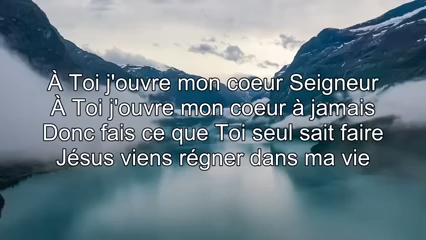 À Toi j'ouvre mon coeur Seigneur
À Toi j'ouvre mon coeur à jamais
Donc fais ce que Toi seul sait faire
Jésus viens régner dans ma vie